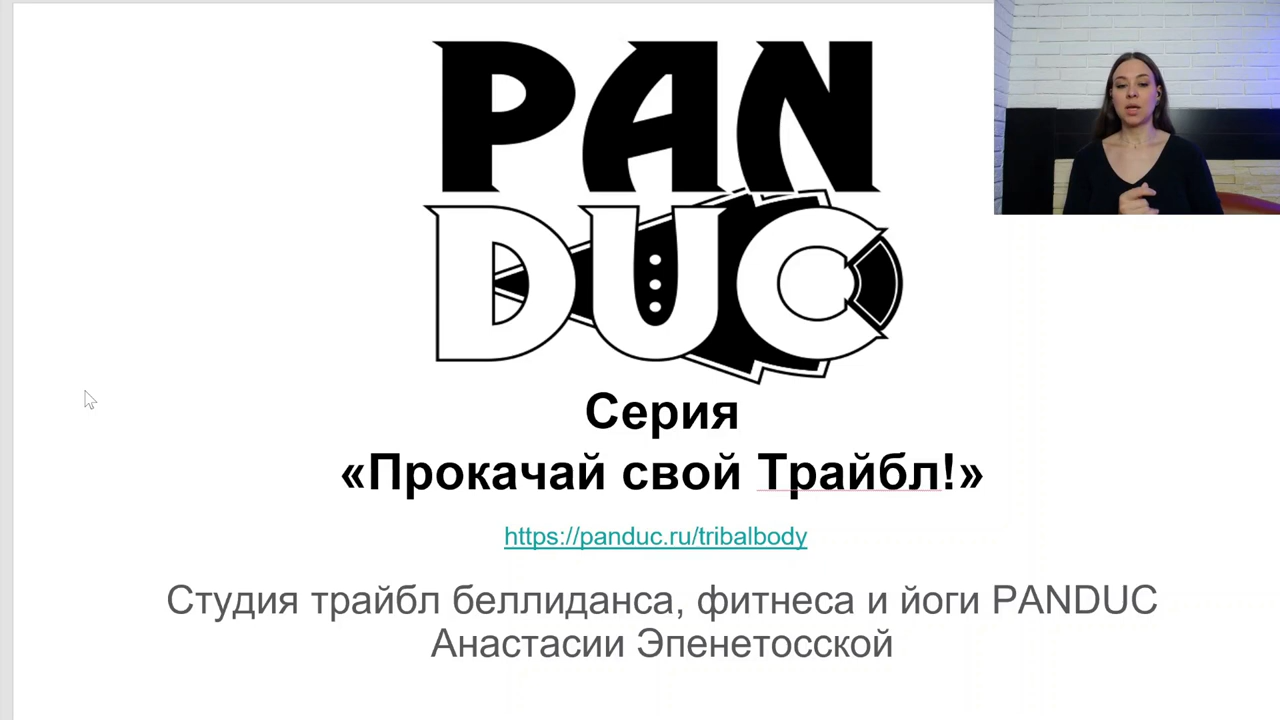 PAN
DUC
Серия
«Прокачай свой Трайбл!»
https://panduc.ru/tribalbody
Студия трайбл беллиданса, фитнеса и йоги PANDUC
Анастасии Эпенетосской